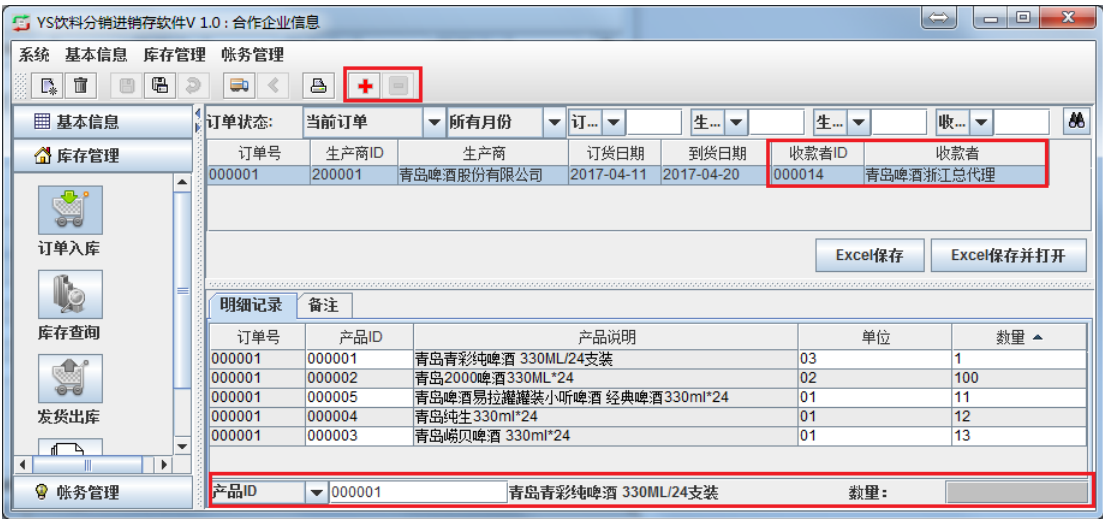 YS饮料分销进销存软件V 1.0 : 合作企业信息
系统 基本信息 库存管理 帐务管理
基本信息
订单状态: 当前订单 所有月份 订... 生... 生... 收...
库存管理
订单号 生产商ID 生产商 订货日期 到货日期 收款者ID 收款者
000001 200001 青岛啤酒股份有限公司 2017-04-11 2017-04-20 000014 青岛啤酒浙江总代理
订单入库
Excel保存 Excel保存并打开
明细记录 备注
库存查询
订单号 产品ID 产品说明 单位 数量
000001 000001 青岛青彩纯啤酒 330ML/24支装 03 1
000001 000002 青岛2000啤酒330ML*24 02 100
000001 000005 青岛啤酒易拉罐罐装小听啤酒 经典啤酒330ml*24 01 11
000001 000004 青岛纯生330ml*24 01 12
000001 000003 青岛崂贝啤酒 330ml*24 01 13
发货出库
帐务管理
产品ID 000001 青岛青彩纯啤酒 330ML/24支装 数量: